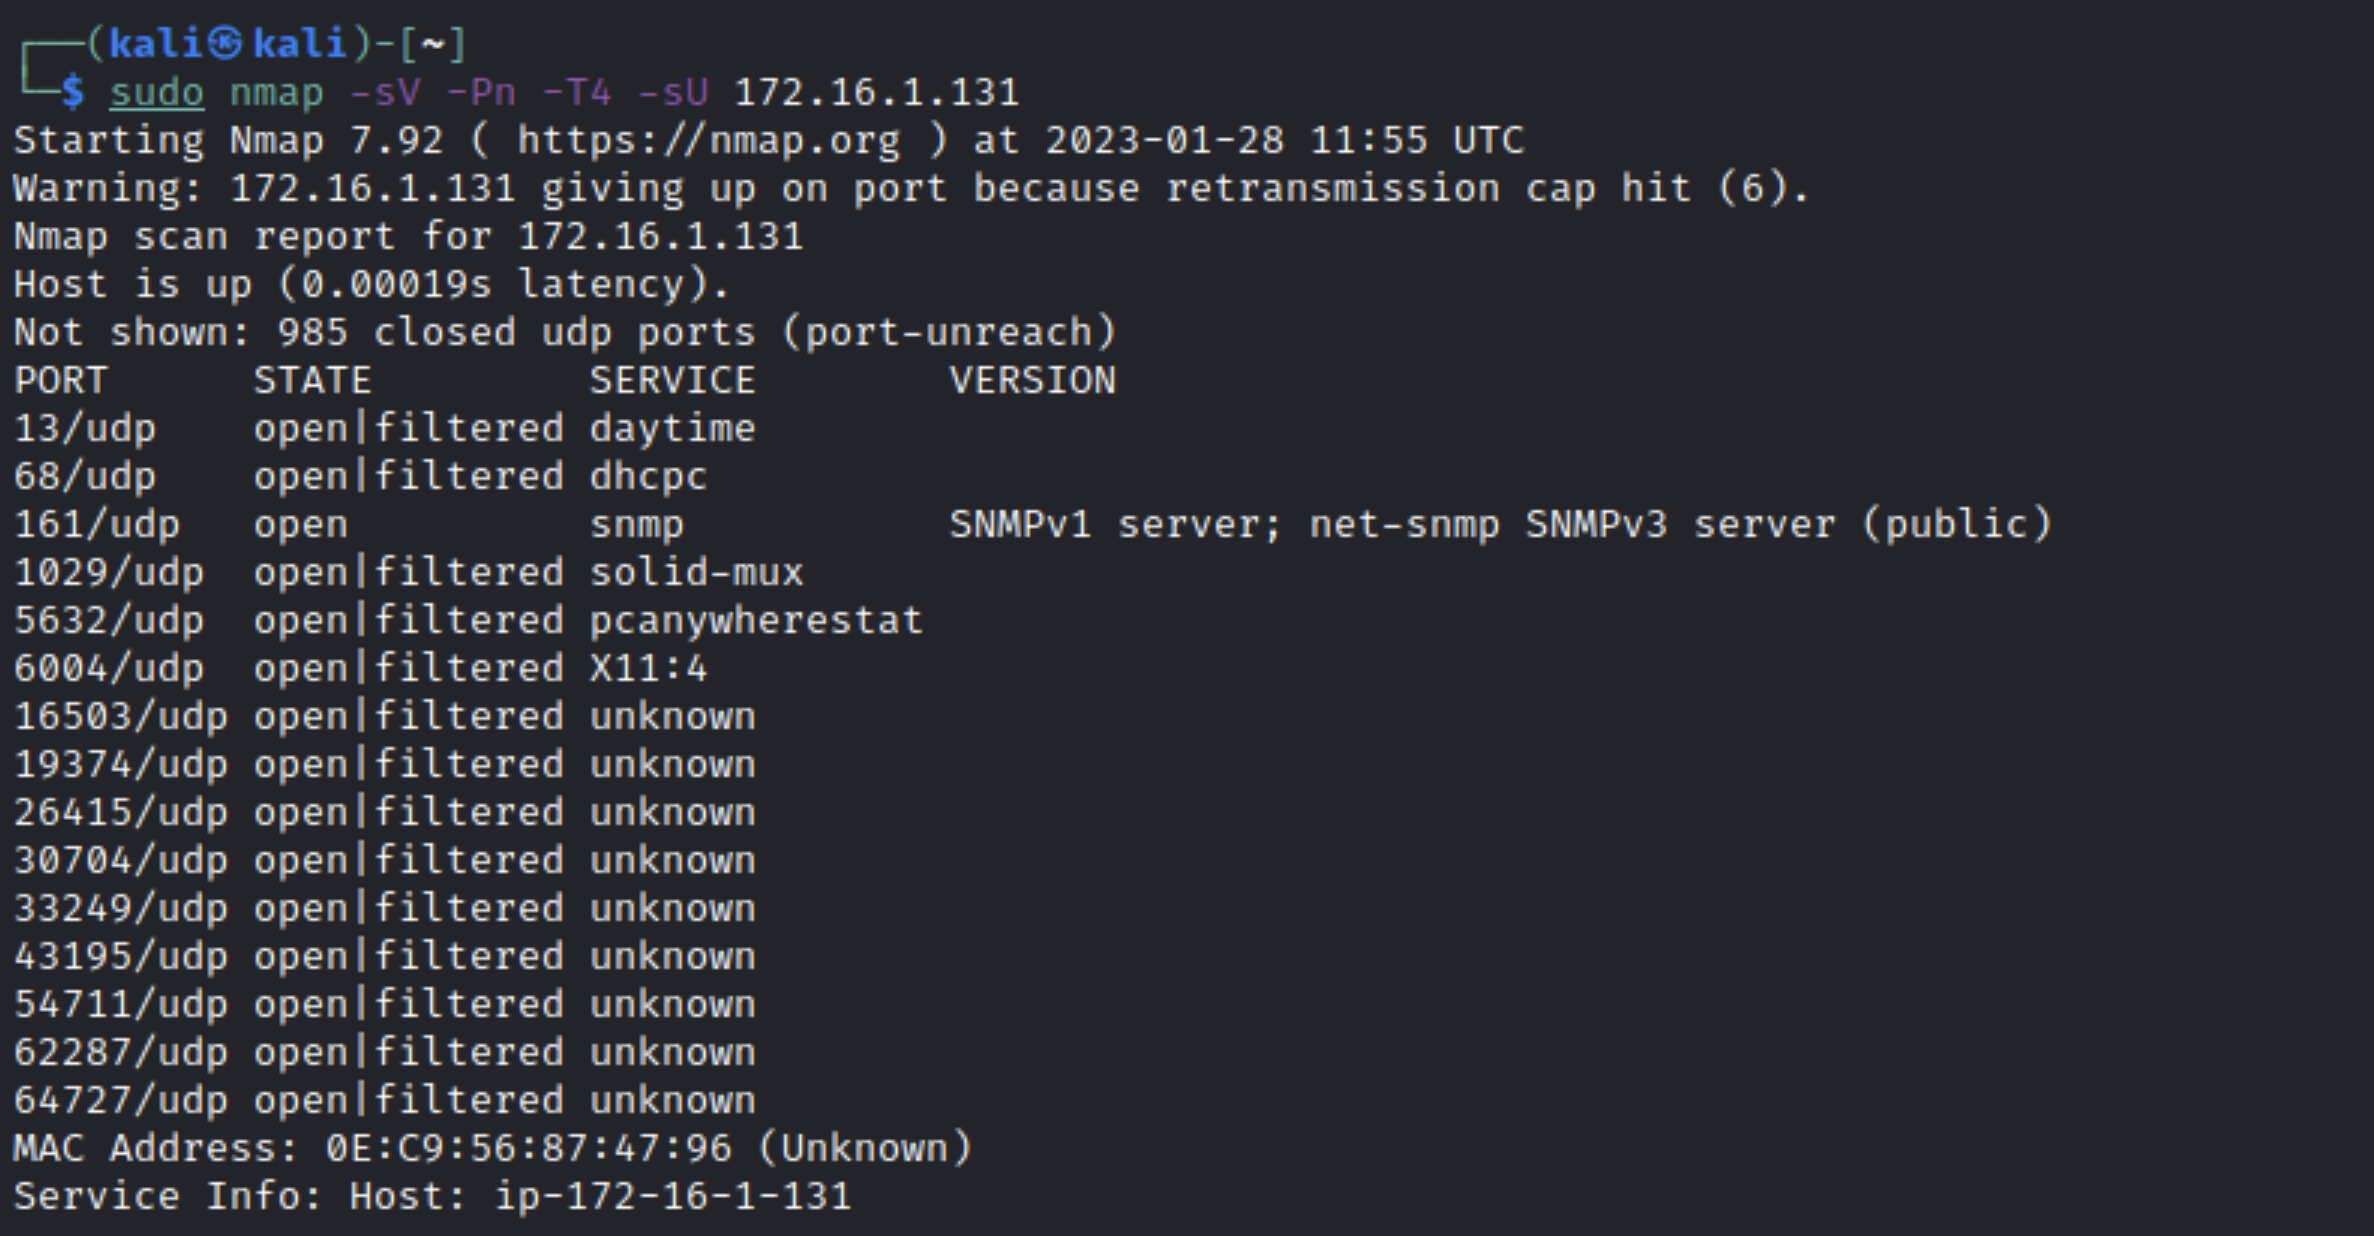 ┌──(kali㉿kali)-[~]
└─$ sudo nmap -sV -Pn -T4 -sU 172.16.1.131
Starting Nmap 7.92 ( https://nmap.org ) at 2023-01-28 11:55 UTC
Warning: 172.16.1.131 giving up on port because retransmission cap hit (6).
Nmap scan report for 172.16.1.131
Host is up (0.00019s latency).
Not shown: 985 closed udp ports (port-unreach)
PORT      STATE         SERVICE        VERSION
13/udp    open|filtered daytime
68/udp    open|filtered dhcpc
161/udp   open          snmp           SNMPv1 server; net-snmp SNMPv3 server (public)
1029/udp  open|filtered solid-mux
5632/udp  open|filtered pcanywherestat
6004/udp  open|filtered X11:4
16503/udp open|filtered unknown
19374/udp open|filtered unknown
26415/udp open|filtered unknown
30704/udp open|filtered unknown
33249/udp open|filtered unknown
43195/udp open|filtered unknown
54711/udp open|filtered unknown
62287/udp open|filtered unknown
64727/udp open|filtered unknown
MAC Address: 0E:C9:56:87:47:96 (Unknown)
Service Info: Host: ip-172-16-1-131